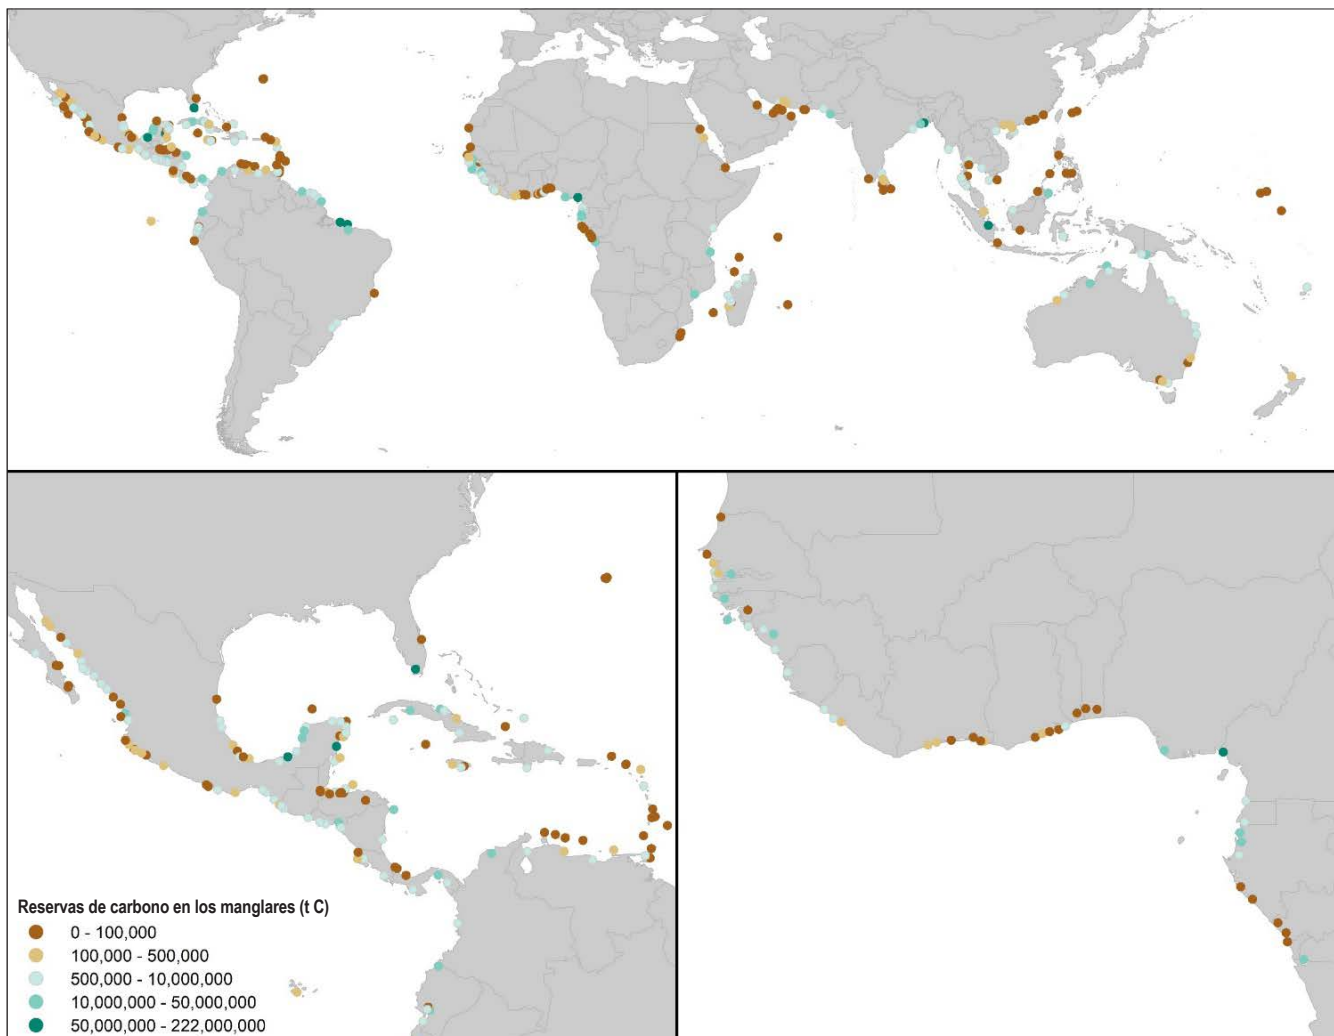 Reservas de carbono en los manglares (t C)
0 - 100,000
100,000 - 500,000
500,000 - 10,000,000
10,000,000 - 50,000,000
50,000,000 - 222,000,000